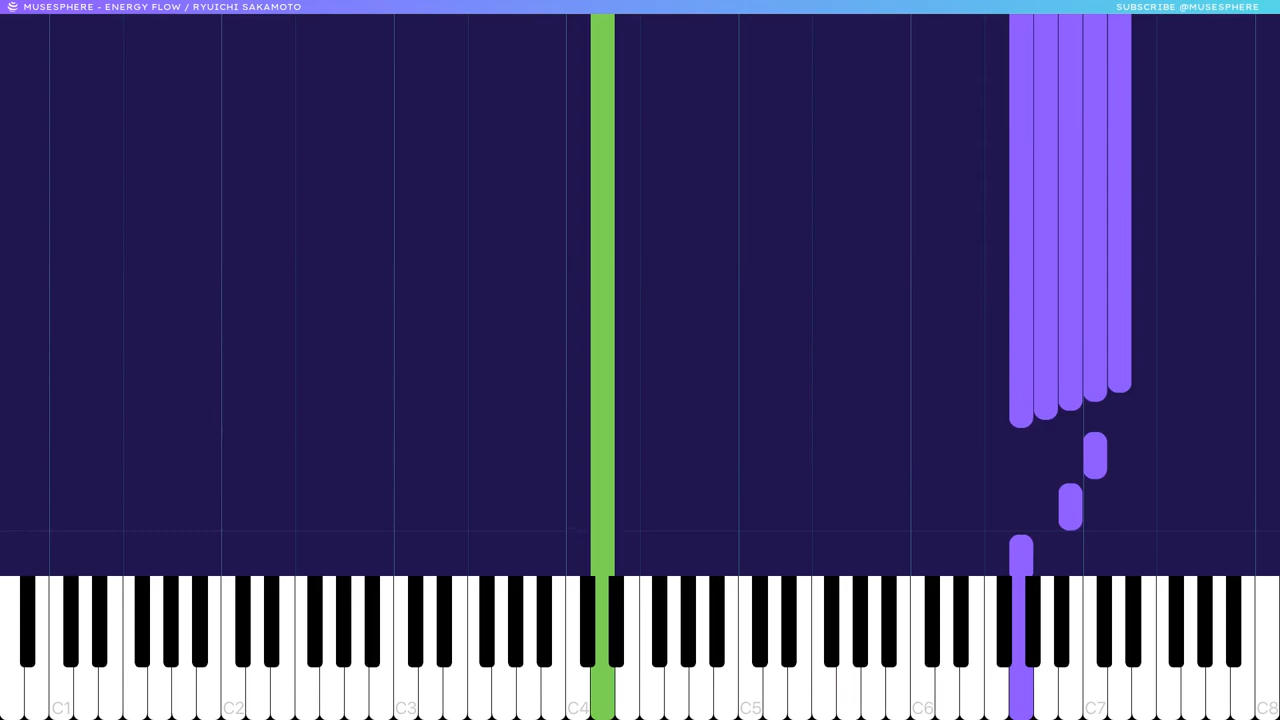 MUSESPHERE - ENERGY FLOW / RYUICHI SAKAMOTO
SUBSCRIBE @MUSESPHERE
C1 C2 C3 C4 C5 C6 C7 C8